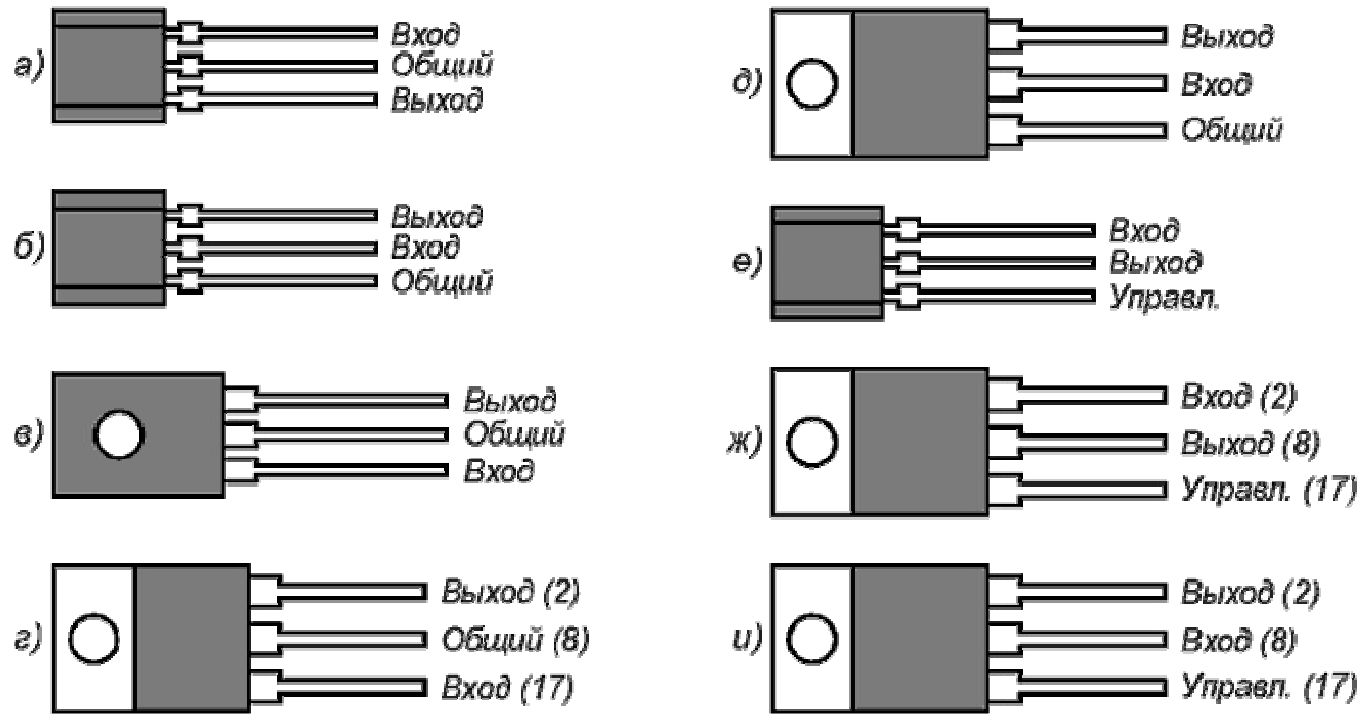 а)
Вход
Общий
Выход
б)
Выход
Вход
Общий
в)
Выход
Общий
Вход
г)
Выход (2)
Общий (8)
Вход (17)
д)
Выход
Вход
Общий
е)
Вход
Выход
Управл.
ж)
Вход (2)
Выход (8)
Управл. (17)
и)
Выход (2)
Вход (8)
Управл. (17)